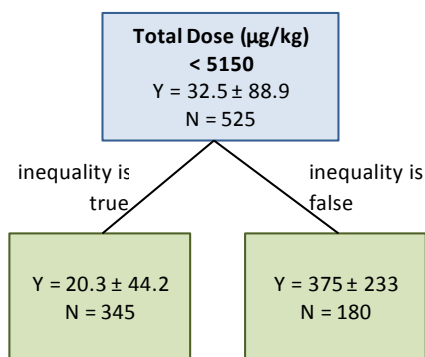 Total Dose (µg/kg)
< 5150
Y = 32.5 ± 88.9
N = 525
inequality is
true
inequality is
false
Y = 20.3 ± 44.2
N = 345
Y = 375 ± 233
N = 180